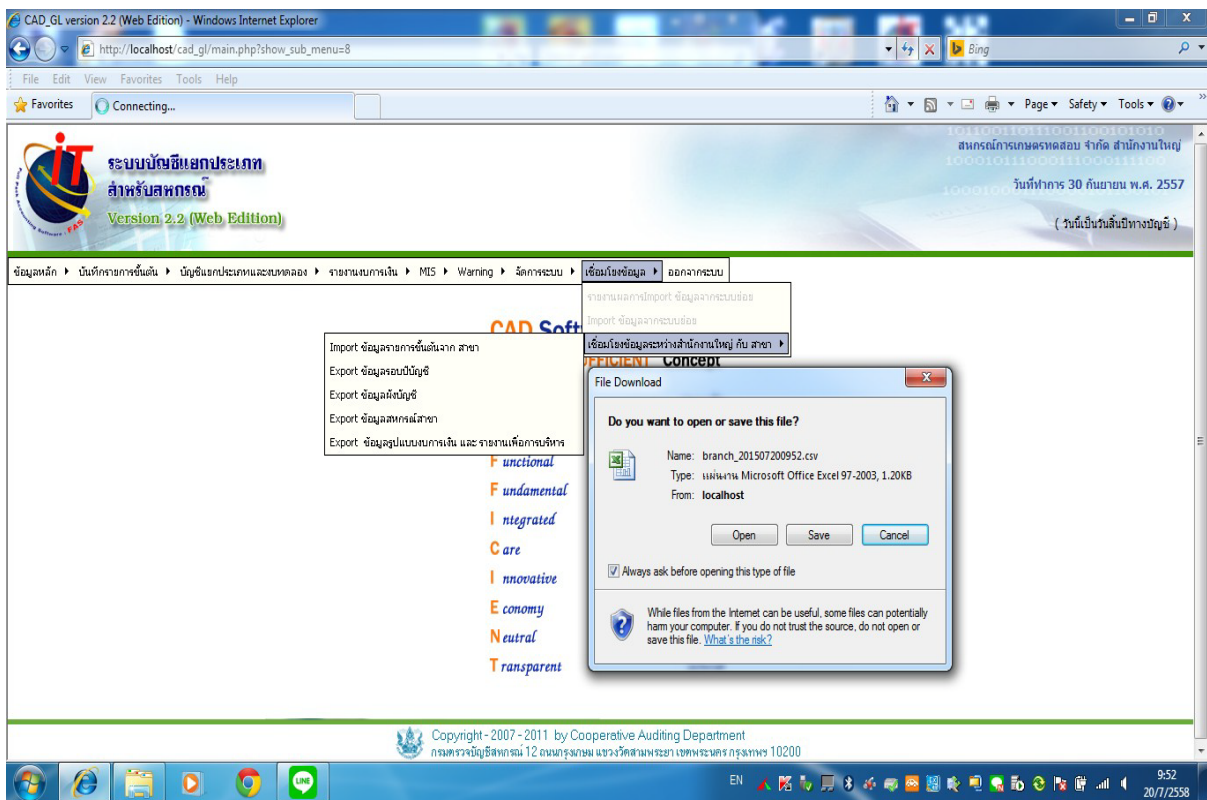 CAD_GL version 2.2 (Web Edition) - Windows Internet Explorer
http://localhost/cad_gl/main.php?show_sub_menu=8
Bing
File Edit View Favorites Tools Help
Favorites Connecting...
Page Safety Tools
iT
ระบบบัญชีแยกประเภท
สำหรับสหกรณ์
Version 2.2 (Web Edition)
สหกรณ์การเกษตรทดสอบ จำกัด สำนักงานใหญ่
วันที่ทำการ 30 กันยายน พ.ศ. 2557
( วันนี้เป็นวันสิ้นปีทางบัญชี )
ข้อมูลหลัก บันทึกรายการขั้นต้น บัญชีแยกประเภทและงบทดลอง รายงานงบการเงิน MIS Warning จัดการระบบ เชื่อมโยงข้อมูล ออกจากระบบ
รายงานผลการImport ข้อมูลจากระบบย่อย
Import ข้อมูลจากระบบย่อย
เชื่อมโยงข้อมูลระหว่างสำนักงานใหญ่ กับ สาขา
CAD Soft
EFFICIENT Concept
Import ข้อมูลรายการขั้นต้นจาก สาขา
Export ข้อมูลรอบปีบัญชี
Export ข้อมูลผังบัญชี
Export ข้อมูลสหกรณ์สาขา
Export ข้อมูลรูปแบบงบการเงิน และ รายงานเพื่อการบริหาร
Functional
Fundamental
Integrated
Care
Innovative
Economy
Neutral
Transparent
File Download
Do you want to open or save this file?
Name: branch_201507200952.csv
Type: แผ่นงาน Microsoft Office Excel 97-2003, 1.20KB
From: localhost
Open Save Cancel
Always ask before opening this type of file
While files from the Internet can be useful, some files can potentially
harm your computer. If you do not trust the source, do not open or
save this file. What's the risk?
Copyright - 2007 - 2011 by Cooperative Auditing Department
กรมตรวจบัญชีสหกรณ์ 12 ถนนกรุงเกษม แขวงวัดสามพระยา เขตพระนคร กรุงเทพฯ 10200
LINE
EN
9:52
20/7/2558